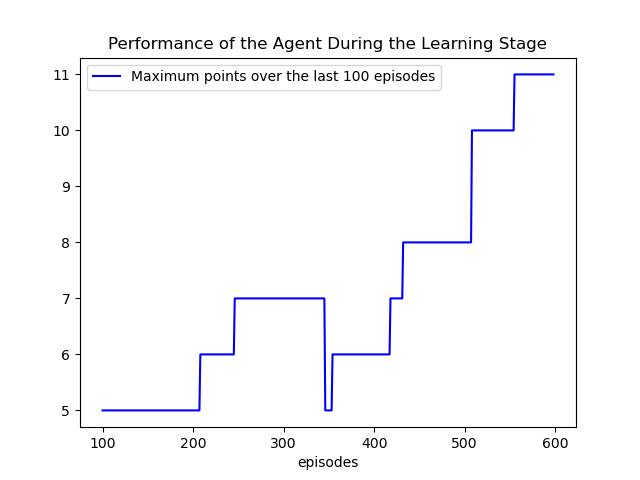 Performance of the Agent During the Learning Stage
Maximum points over the last 100 episodes
11
10
9
8
7
6
5
100 200 300 400 500 600
episodes